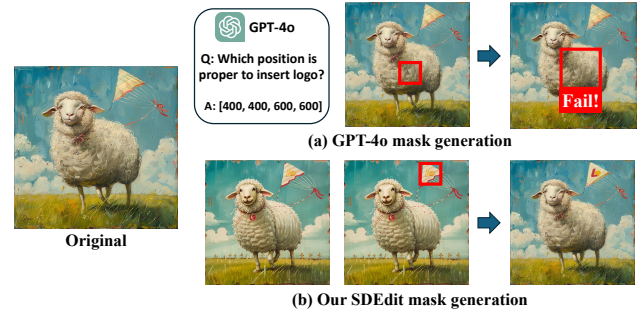 GPT-4o
Q: Which position is
proper to insert logo?
A: [400, 400, 600, 600]
Fail!
(a) GPT-4o mask generation
Original
(b) Our SDEdit mask generation